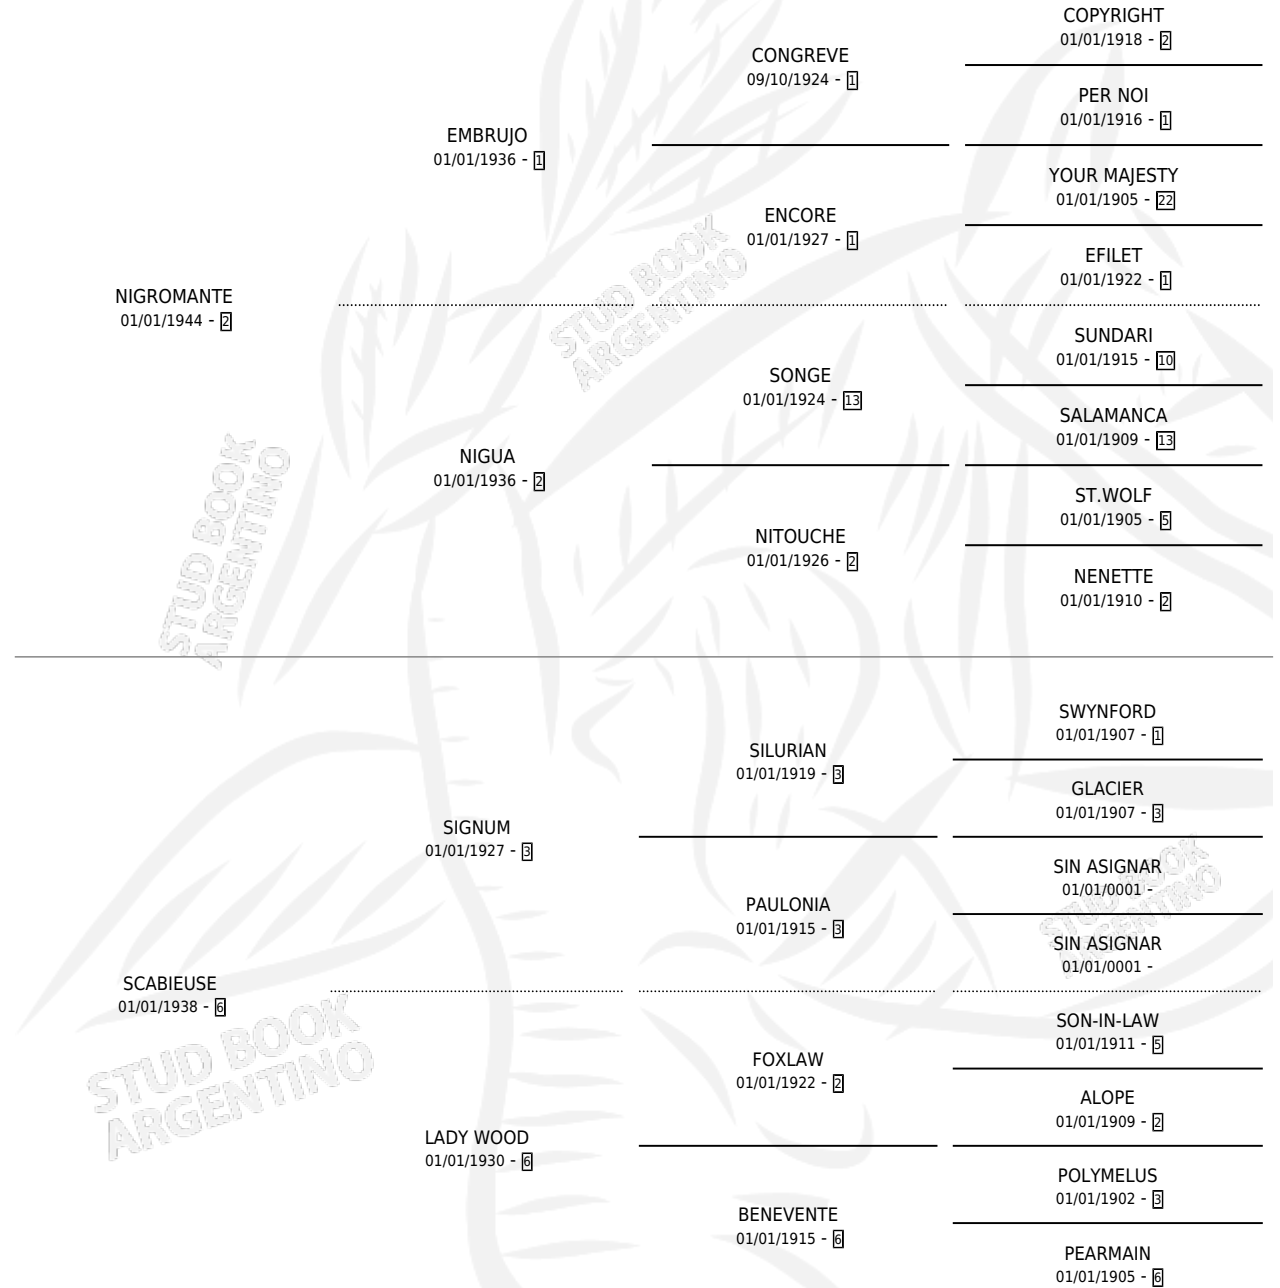 COPYRIGHT
01/01/1918 - 2
CONGREVE
09/10/1924 - 1
PER NOI
01/01/1916 - 1
EMBRUJO
01/01/1936 - 1
YOUR MAJESTY
01/01/1905 - 22
ENCORE
01/01/1927 - 1
EFILET
01/01/1922 - 1
NIGROMANTE
01/01/1944 - 2
SUNDARI
01/01/1915 - 10
SONGE
01/01/1924 - 13
SALAMANCA
01/01/1909 - 13
NIGUA
01/01/1936 - 2
ST.WOLF
01/01/1905 - 5
NITOUCHE
01/01/1926 - 2
NENETTE
01/01/1910 - 2
STUD BOOK
ARGENTINO
STUD BOOK
ARGENTINO
SWYNFORD
01/01/1907 - 1
SILURIAN
01/01/1919 - 3
GLACIER
01/01/1907 - 3
SIGNUM
01/01/1927 - 3
SIN ASIGNAR
01/01/0001 -
PAULONIA
01/01/1915 - 3
SIN ASIGNAR
01/01/0001 -
SCABIEUSE
01/01/1938 - 6
SON-IN-LAW
01/01/1911 - 5
FOXLAW
01/01/1922 - 2
ALOPE
01/01/1909 - 2
LADY WOOD
01/01/1930 - 6
POLYMELUS
01/01/1902 - 3
BENEVENTE
01/01/1915 - 6
PEARMAIN
01/01/1905 - 6
STUD BOOK
ARGENTINO
STUD BOOK
ARGENTINO